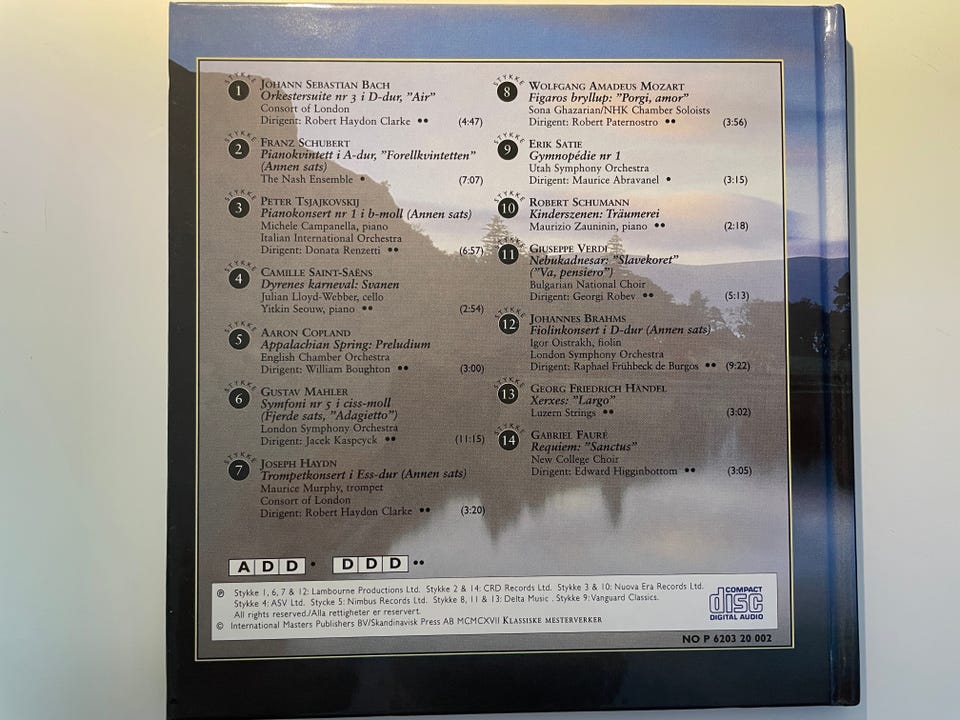 STYKKE
1
JOHANN SEBASTIAN BACH
Orkestersuite nr 3 i D-dur, "Air"
Consort of London
Dirigent: Robert Haydon Clarke •• (4:47)
STYKKE
2
FRANZ SCHUBERT
Pianokvintett i A-dur, "Forellkvintetten"
(Annen sats)
The Nash Ensemble • (7:07)
STYKKE
3
PETER TSJAJKOVSKIJ
Pianokonsert nr 1 i b-moll (Annen sats)
Michele Campanella, piano
Italian International Orchestra
Dirigent: Donata Renzetti •• (6:57)
STYKKE
4
CAMILLE SAINT-SAËNS
Dyrenes karneval: Svanen
Julian Lloyd-Webber, cello
Yitkin Seouw, piano •• (2:54)
STYKKE
5
AARON COPLAND
Appalachian Spring: Preludium
English Chamber Orchestra
Dirigent: William Boughton •• (3:00)
STYKKE
6
GUSTAV MAHLER
Symfoni nr 5 i ciss-moll
(Fjerde sats, "Adagietto")
London Symphony Orchestra
Dirigent: Jacek Kaspcyck •• (11:15)
STYKKE
7
JOSEPH HAYDN
Trompetkonsert i Ess-dur (Annen sats)
Maurice Murphy, trompet
Consort of London
Dirigent: Robert Haydon Clarke •• (3:20)
STYKKE
8
WOLFGANG AMADEUS MOZART
Figaros bryllup: "Porgi, amor"
Sona Ghazarian/NHK Chamber Soloists
Dirigent: Robert Paternostro •• (3:56)
STYKKE
9
ERIK SATIE
Gymnopédie nr 1
Utah Symphony Orchestra
Dirigent: Maurice Abravanel • (3:15)
STYKKE
10
ROBERT SCHUMANN
Kinderszenen: Träumerei
Maurizio Zauninin, piano •• (2:18)
STYKKE
11
GIUSEPPE VERDI
Nebukadnesar: "Slavekoret"
("Va, pensiero")
Bulgarian National Choir
Dirigent: Georgi Robev •• (5:13)
STYKKE
12
JOHANNES BRAHMS
Fiolinkonsert i D-dur (Annen sats)
Igor Oistrakh, fiolin
London Symphony Orchestra
Dirigent: Raphael Frühbeck de Burgos •• (9:22)
STYKKE
13
GEORG FRIEDRICH HÄNDEL
Xerxes: "Largo"
Luzern Strings •• (3:02)
STYKKE
14
GABRIEL FAURÉ
Requiem: "Sanctus"
New College Choir
Dirigent: Edward Higginbottom •• (3:05)
ADD • DDD ••
℗ Stykke 1, 6, 7 & 12: Lambourne Productions Ltd. Stykke 2 & 14: CRD Records Ltd. Stykke 3 & 10: Nuova Era Records Ltd.
Stykke 4: ASV Ltd. Stycke 5: Nimbus Records Ltd. Stykke 8, 11 & 13: Delta Music . Stykke 9: Vanguard Classics.
All rights reserved./Alla rettigheter er reservert.
© International Masters Publishers BV/Skandinavisk Press AB MCMCXVII KLASSISKE MESTERVERKER
COMPACT
disc
DIGITAL AUDIO
NO P 6203 20 002